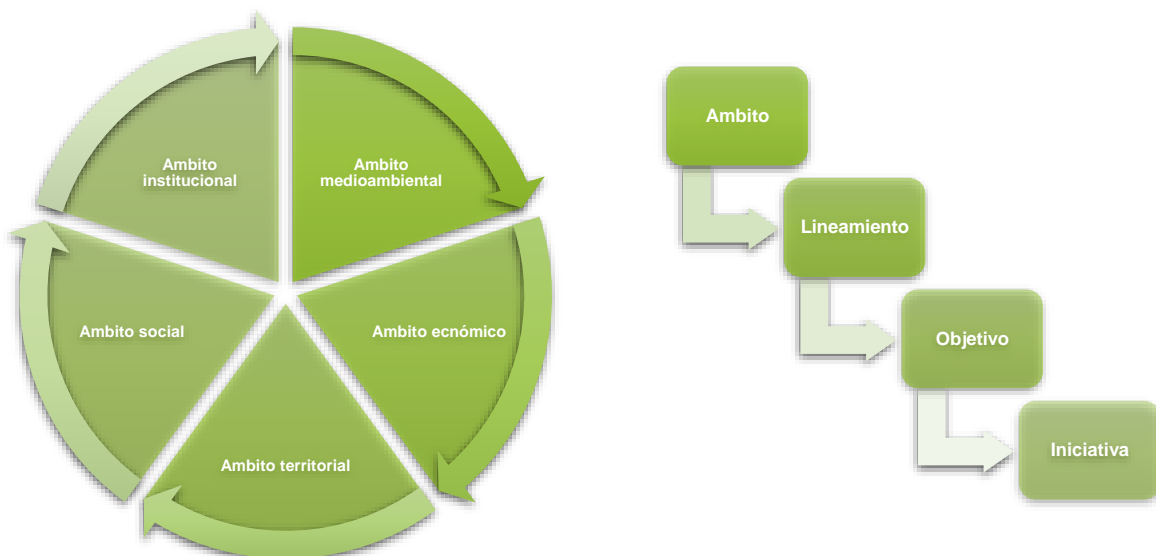 Ambito
institucional
Ambito
medioambiental
Ambito social
Ambito ecnómico
Ambito territorial
Ambito
Lineamiento
Objetivo
Iniciativa